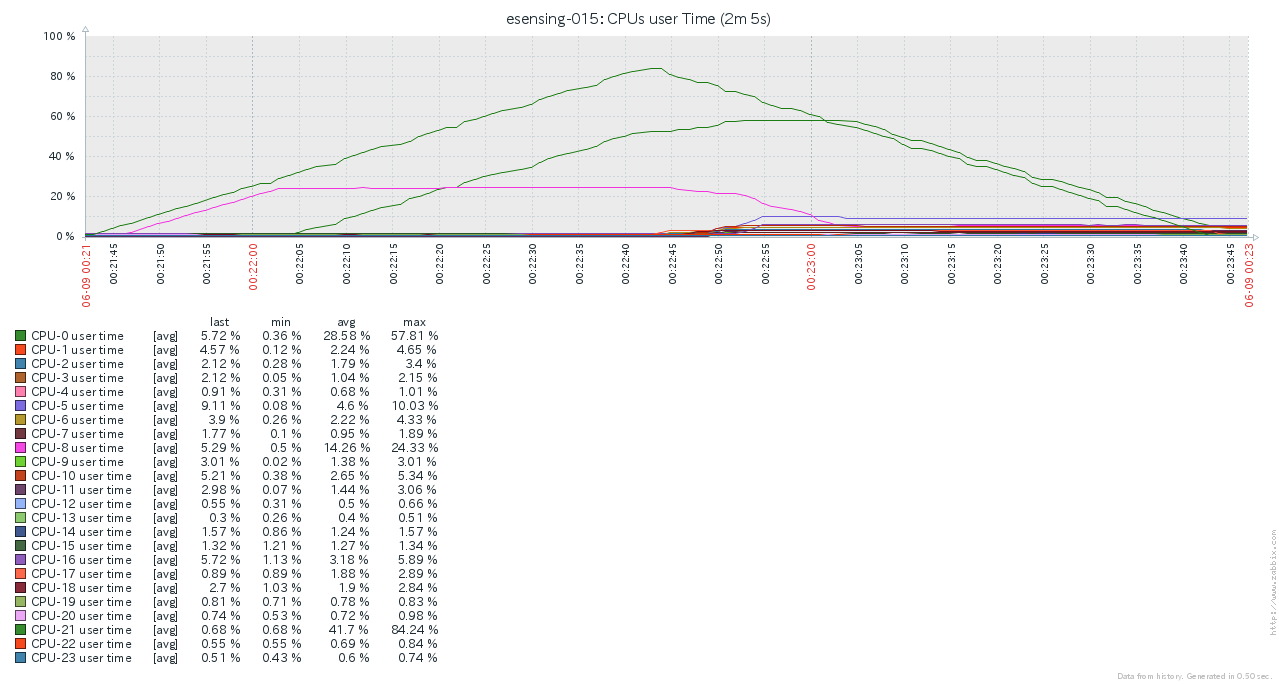 esensing-015: CPUs user Time (2m 5s)
100 %
80 %
60 %
40 %
20 %
0 %
06-09 00:21
00:21:45
00:21:50
00:21:55
00:22:00
00:22:05
00:22:10
00:22:15
00:22:20
00:22:25
00:22:30
00:22:35
00:22:40
00:22:45
00:22:50
00:22:55
00:23:00
00:23:05
00:23:10
00:23:15
00:23:20
00:23:25
00:23:30
00:23:35
00:23:40
00:23:45
06-09 00:23
last min avg max
CPU-0 user time [avg] 5.72 % 0.36 % 28.58 % 57.81 %
CPU-1 user time [avg] 4.57 % 0.12 % 2.24 % 4.65 %
CPU-2 user time [avg] 2.12 % 0.28 % 1.79 % 3.4 %
CPU-3 user time [avg] 2.12 % 0.05 % 1.04 % 2.15 %
CPU-4 user time [avg] 0.91 % 0.31 % 0.68 % 1.01 %
CPU-5 user time [avg] 9.11 % 0.08 % 4.6 % 10.03 %
CPU-6 user time [avg] 3.9 % 0.26 % 2.22 % 4.33 %
CPU-7 user time [avg] 1.77 % 0.1 % 0.95 % 1.89 %
CPU-8 user time [avg] 5.29 % 0.5 % 14.26 % 24.33 %
CPU-9 user time [avg] 3.01 % 0.02 % 1.38 % 3.01 %
CPU-10 user time [avg] 5.21 % 0.38 % 2.65 % 5.34 %
CPU-11 user time [avg] 2.98 % 0.07 % 1.44 % 3.06 %
CPU-12 user time [avg] 0.55 % 0.31 % 0.5 % 0.66 %
CPU-13 user time [avg] 0.3 % 0.26 % 0.4 % 0.51 %
CPU-14 user time [avg] 1.57 % 0.86 % 1.24 % 1.57 %
CPU-15 user time [avg] 1.32 % 1.21 % 1.27 % 1.34 %
CPU-16 user time [avg] 5.72 % 1.13 % 3.18 % 5.89 %
CPU-17 user time [avg] 0.89 % 0.89 % 1.88 % 2.89 %
CPU-18 user time [avg] 2.7 % 1.03 % 1.9 % 2.84 %
CPU-19 user time [avg] 0.81 % 0.71 % 0.78 % 0.83 %
CPU-20 user time [avg] 0.74 % 0.53 % 0.72 % 0.98 %
CPU-21 user time [avg] 0.68 % 0.68 % 41.7 % 84.24 %
CPU-22 user time [avg] 0.55 % 0.55 % 0.69 % 0.84 %
CPU-23 user time [avg] 0.51 % 0.43 % 0.6 % 0.74 %
http://www.zabbix.com
Data from history. Generated in 0.50 sec.